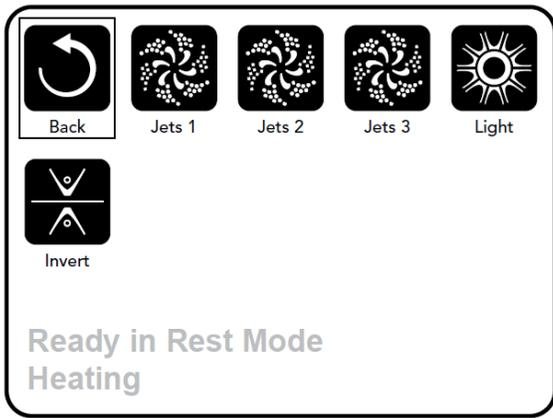 Back Jets 1 Jets 2 Jets 3 Light
Invert
Ready in Rest Mode
Heating